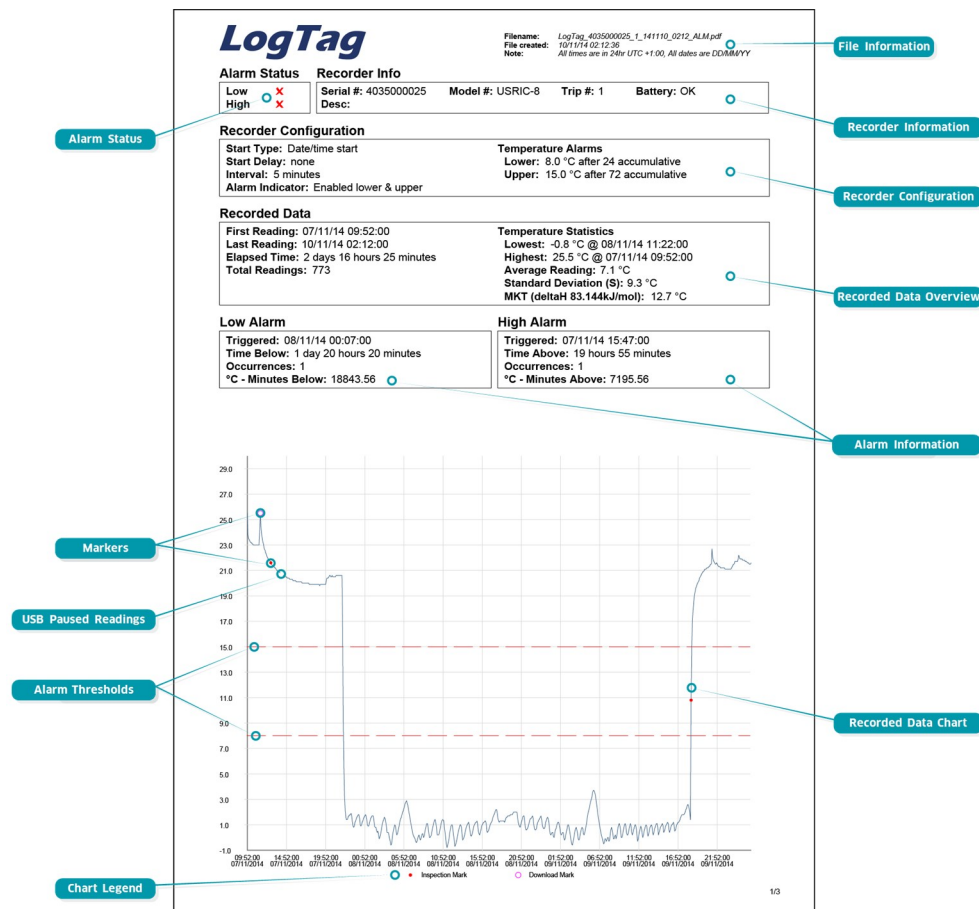 LogTag
Filename: LogTag_4035000025_1_141110_0212_ALM.pdf
File created: 10/11/14 02:12:36
Note: All times are in 24hr UTC +1:00, All dates are DD/MM/YY
File Information
Alarm Status
Recorder Info
Low X
High X
Serial #: 4035000025 Model #: USRIC-8 Trip #: 1 Battery: OK
Desc:
Recorder Information
Alarm Status
Recorder Configuration
Start Type: Date/time start
Start Delay: none
Interval: 5 minutes
Alarm Indicator: Enabled lower & upper
Temperature Alarms
Lower: 8.0 °C after 24 accumulative
Upper: 15.0 °C after 72 accumulative
Recorder Configuration
Recorded Data
First Reading: 07/11/14 09:52:00
Last Reading: 10/11/14 02:12:00
Elapsed Time: 2 days 16 hours 25 minutes
Total Readings: 773
Temperature Statistics
Lowest: -0.8 °C @ 08/11/14 11:22:00
Highest: 25.5 °C @ 07/11/14 09:52:00
Average Reading: 7.1 °C
Standard Deviation (S): 9.3 °C
MKT (deltaH 83.144kJ/mol): 12.7 °C
Recorded Data Overview
Low Alarm
Triggered: 08/11/14 00:07:00
Time Below: 1 day 20 hours 20 minutes
Occurrences: 1
°C - Minutes Below: 18843.56
High Alarm
Triggered: 07/11/14 15:47:00
Time Above: 19 hours 55 minutes
Occurrences: 1
°C - Minutes Above: 7195.56
Alarm Information
29.0
27.0
25.0
23.0
21.0
19.0
17.0
15.0
13.0
11.0
9.0
7.0
5.0
3.0
1.0
-1.0
Markers
USB Paused Readings
Alarm Thresholds
Recorded Data Chart
09:52:00 14:52:00 19:52:00 00:52:00 05:52:00 10:52:00 15:52:00 20:52:00 01:52:00 06:52:00 11:52:00 16:52:00 21:52:00
07/11/2014 07/11/2014 07/11/2014 08/11/2014 08/11/2014 08/11/2014 08/11/2014 08/11/2014 09/11/2014 09/11/2014 09/11/2014 09/11/2014 09/11/2014
Inspection Mark Download Mark
Chart Legend
1/3